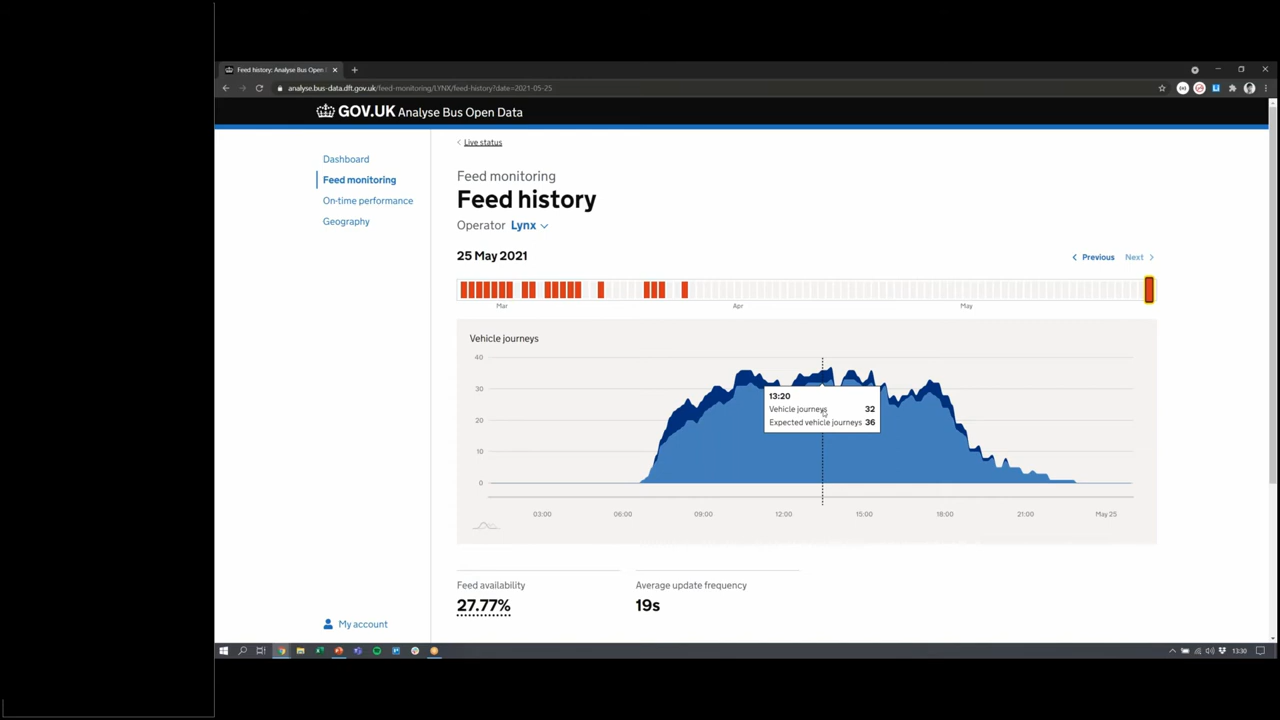 Feed history: Analyse Bus Open
analyse.bus-data.dft.gov.uk/feed-monitoring/LYNX/feed-history?date=2021-05-25
GOV.UK Analyse Bus Open Data
Dashboard
Feed monitoring
On-time performance
Geography
Live status
Feed monitoring
Feed history
Operator Lynx
25 May 2021
Previous Next
Mar Apr May
Vehicle journeys
40
30
20
10
0
13:20
Vehicle journeys 32
Expected vehicle journeys 36
03:00 06:00 09:00 12:00 15:00 18:00 21:00 May 25
Feed availability
27.77%
Average update frequency
19s
My account
13:30